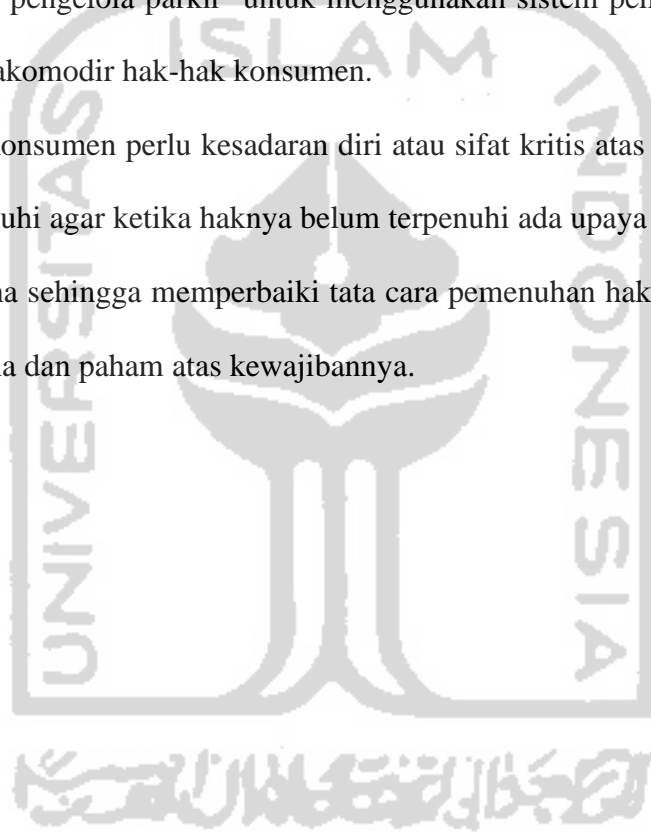 pengelola parkir untuk menggunakan sistem
akomodir hak-hak konsumen.
konsumen perlu kesadaran diri atau sifat kritis atas
uhi agar ketika haknya belum terpenuhi ada upaya
na sehingga memperbaiki tata cara pemenuhan hak
a dan paham atas kewajibannya.
ISLAM
UNIVERSITAS
INDONESIA